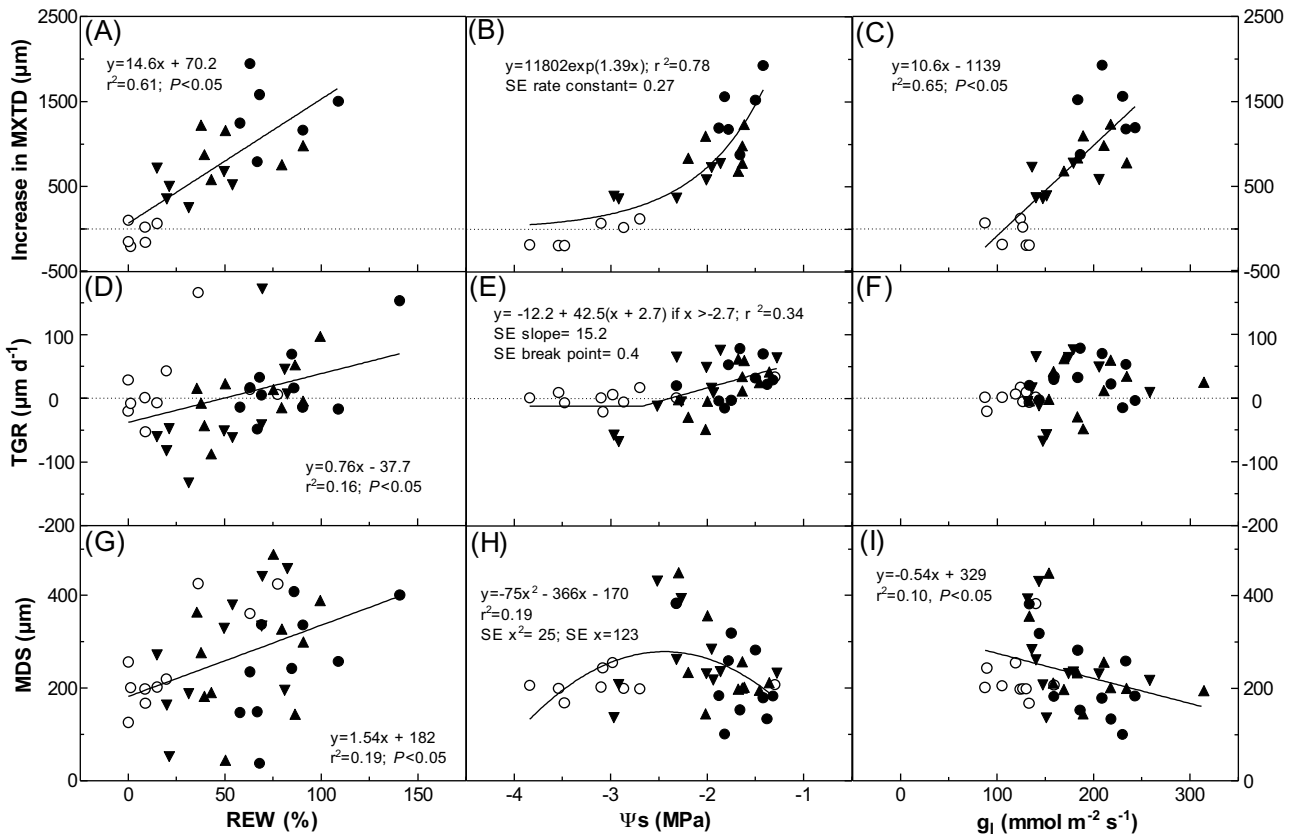 2500
1500
500
-500
Increase in MXTD (µm)
(A)
y=14.6x + 70.2
r²=0.61; P<0.05
(B)
y=11802exp(1.39x); r²=0.78
SE rate constant= 0.27
(C)
y=10.6x - 1139
r²=0.65; P<0.05
2500
1500
500
-500
100
0
-100
-200
TGR (µm d⁻¹)
(D)
y=0.76x - 37.7
r²=0.16; P<0.05
(E)
y= -12.2 + 42.5(x + 2.7) if x >-2.7; r²=0.34
SE slope= 15.2
SE break point= 0.4
(F)
100
0
-100
-200
400
200
0
MDS (µm)
(G)
y=1.54x + 182
r²=0.19; P<0.05
(H)
y=-75x² - 366x - 170
r²=0.19
SE x²= 25; SE x=123
(I)
y=-0.54x + 329
r²=0.10, P<0.05
400
200
0
0 50 100 150
-4 -3 -2 -1
0 100 200 300
REW (%)
Ψs (MPa)
gₗ (mmol m⁻² s⁻¹)